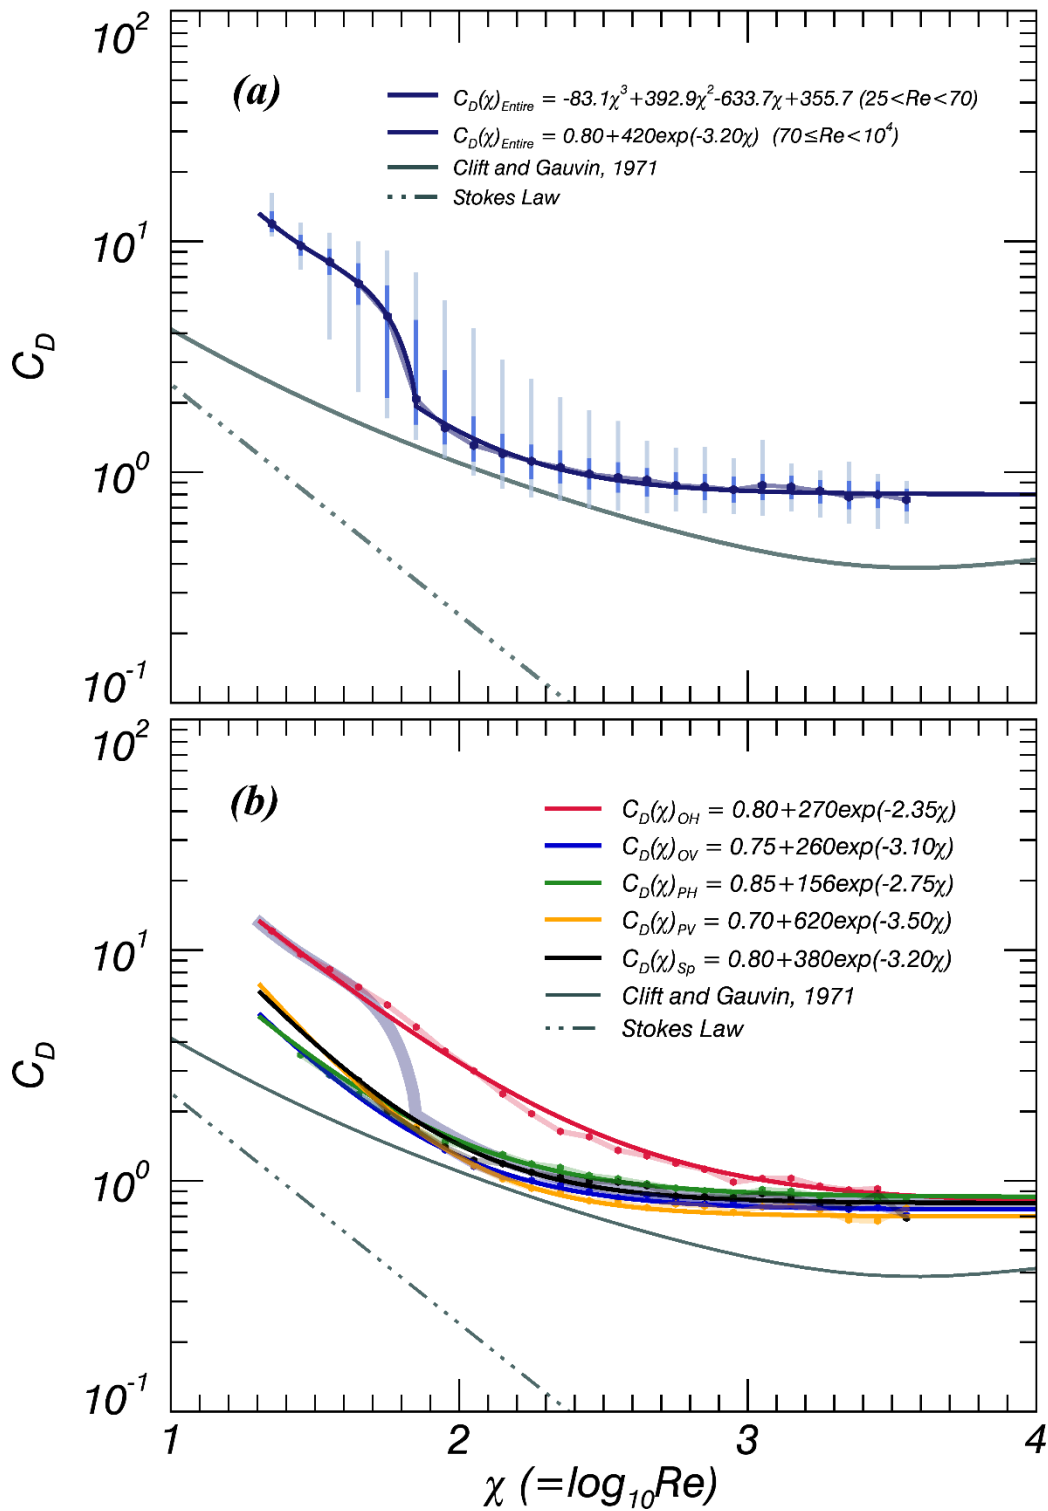 10²
(a)
C_D(χ)_Entire = -83.1χ³+392.9χ²-633.7χ+355.7 (25<Re<70)
C_D(χ)_Entire = 0.80+420exp(-3.20χ) (70≤Re<10⁴)
Clift and Gauvin, 1971
Stokes Law
10¹
C_D
10⁰
10⁻¹
10²
(b)
C_D(χ)_OH = 0.80+270exp(-2.35χ)
C_D(χ)_OV = 0.75+260exp(-3.10χ)
C_D(χ)_PH = 0.85+156exp(-2.75χ)
C_D(χ)_PV = 0.70+620exp(-3.50χ)
C_D(χ)_Sp = 0.80+380exp(-3.20χ)
10¹
Clift and Gauvin, 1971
Stokes Law
C_D
10⁰
10⁻¹
1 2 3 4
χ (=log₁₀Re)